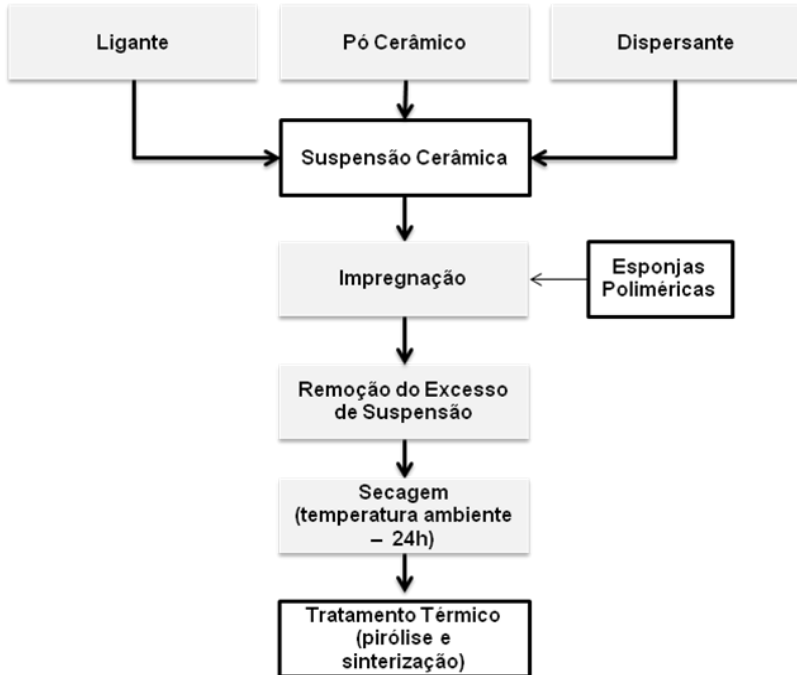 Ligante
Pó Cerâmico
Dispersante
Suspensão Cerâmica
Impregnação
Esponjas
Poliméricas
Remoção do Excesso
de Suspensão
Secagem
(temperatura ambiente
– 24h)
Tratamento Térmico
(pirólise e
sinterização)